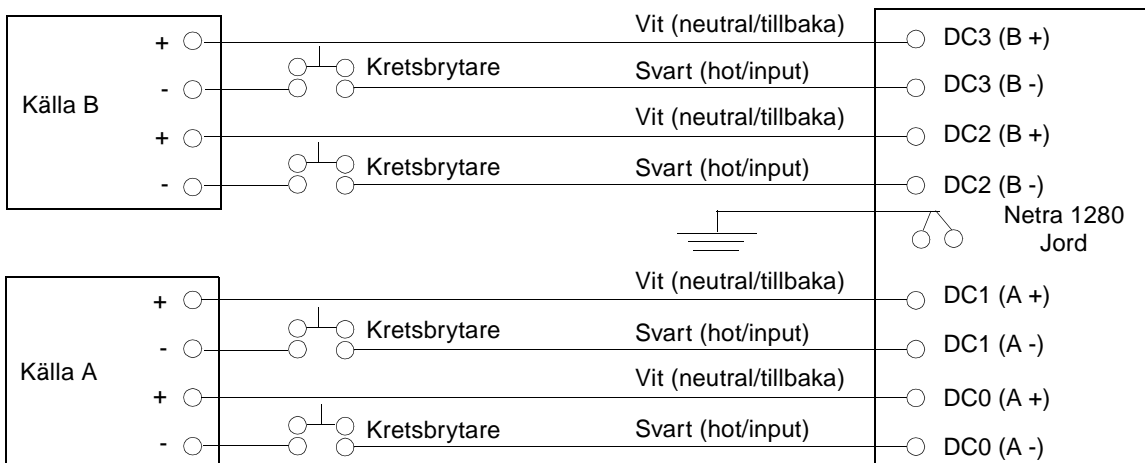 Vit (neutral/tillbaka)
+ DC3 (B +)
Kretsbrytare Svart (hot/input)
- DC3 (B -)
Källa B
Vit (neutral/tillbaka)
+ DC2 (B +)
Kretsbrytare Svart (hot/input)
- DC2 (B -)
Netra 1280
Jord
Vit (neutral/tillbaka)
+ DC1 (A +)
Kretsbrytare Svart (hot/input)
- DC1 (A -)
Källa A
Vit (neutral/tillbaka)
+ DC0 (A +)
Kretsbrytare Svart (hot/input)
- DC0 (A -)